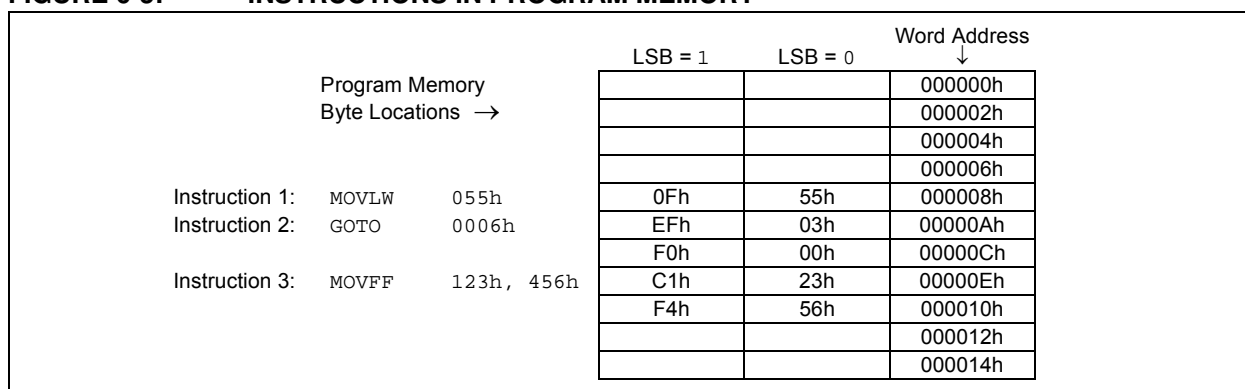 FIGURE 5-5: INSTRUCTIONS IN PROGRAM MEMORY
Word Address
LSB = 1 LSB = 0 ↓
Program Memory 000000h
Byte Locations → 000002h
000004h
000006h
Instruction 1: MOVLW 055h 0Fh 55h 000008h
Instruction 2: GOTO 0006h EFh 03h 00000Ah
F0h 00h 00000Ch
Instruction 3: MOVFF 123h, 456h C1h 23h 00000Eh
F4h 56h 000010h
000012h
000014h